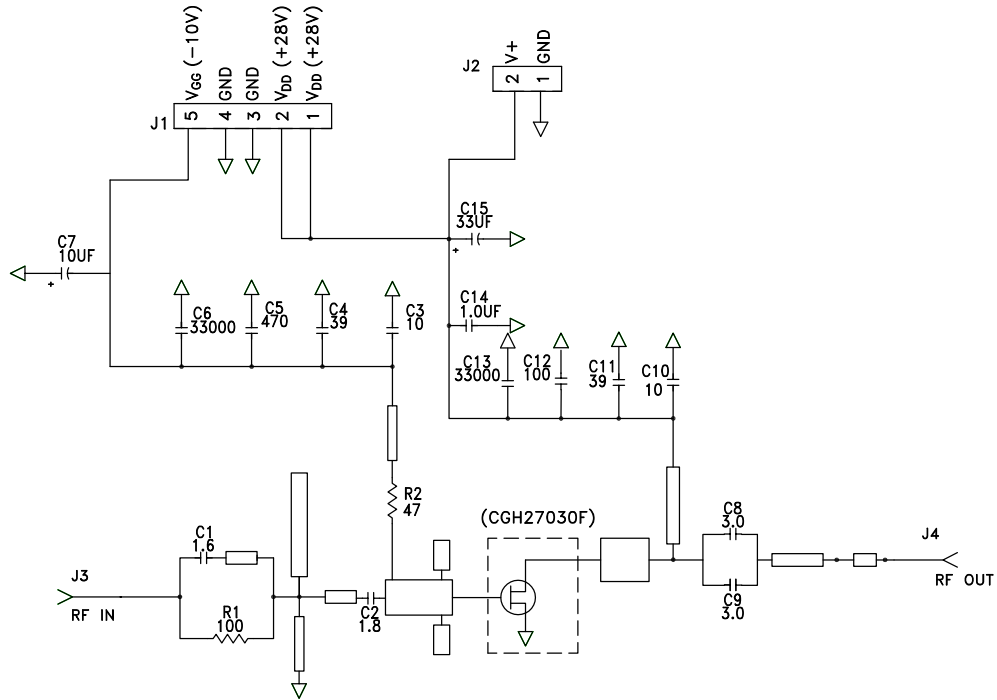 VGG (-10V)
GND
GND
VDD (+28V)
VDD (+28V)
J1
5
4
3
2
1
J2
V+
GND
2
1
C7
10UF
C15
33UF
+
+
C6
33000
C5
470
C4
39
C3
10
C14
1.0UF
C13
33000
C12
100
C11
39
C10
10
R2
47
(CGH27030F)
C1
1.6
C8
3.0
J4
RF OUT
J3
RF IN
R1
100
C2
1.8
C9
3.0